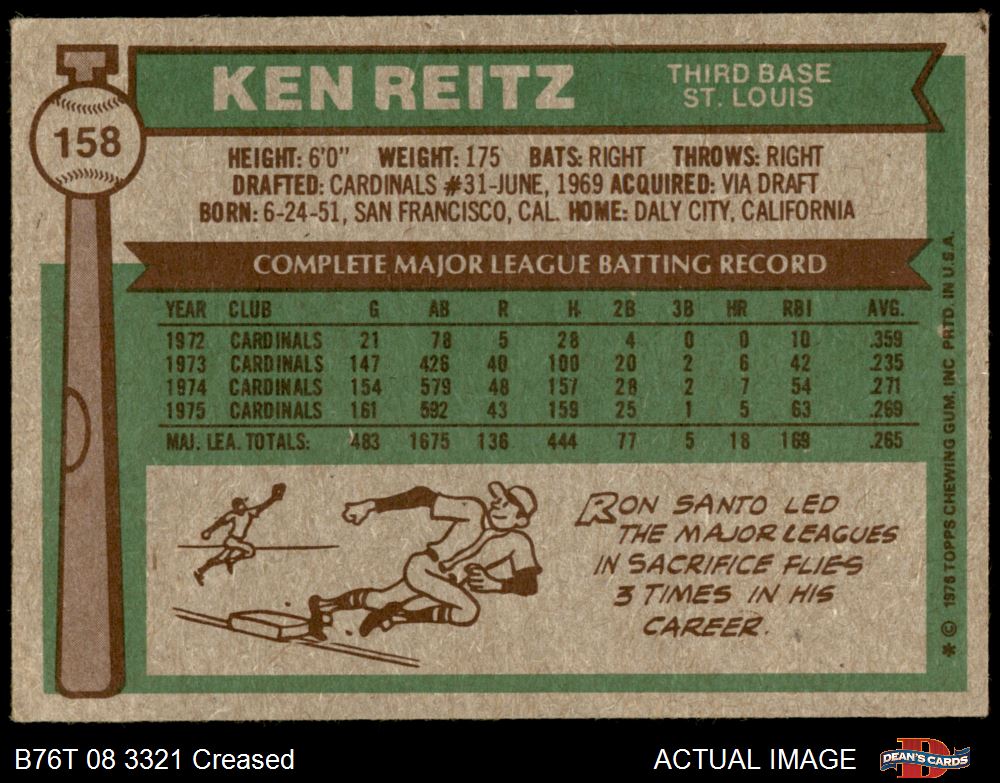 158
KEN REITZ
THIRD BASE
ST. LOUIS
HEIGHT: 6'0" WEIGHT: 175 BATS: RIGHT THROWS: RIGHT
DRAFTED: CARDINALS #31-JUNE, 1969 ACQUIRED: VIA DRAFT
BORN: 6-24-51, SAN FRANCISCO, CAL. HOME: DALY CITY, CALIFORNIA
COMPLETE MAJOR LEAGUE BATTING RECORD
YEAR CLUB G AB R H 2B 3B HR RBI AVG.
1972 CARDINALS 21 78 5 28 4 0 0 10 .359
1973 CARDINALS 147 426 40 100 20 2 6 42 .235
1974 CARDINALS 154 579 48 157 28 2 7 54 .271
1975 CARDINALS 161 592 43 159 25 1 5 63 .269
MAJ. LEA. TOTALS: 483 1675 136 444 77 5 18 169 .265
RON SANTO LED
THE MAJOR LEAGUES
IN SACRIFICE FLIES
3 TIMES IN HIS
CAREER.
* © 1976 TOPPS CHEWING GUM, INC PRTD. IN U.S.A.
B76T 08 3321 Creased
ACTUAL IMAGE
D
DEAN'S CARDS